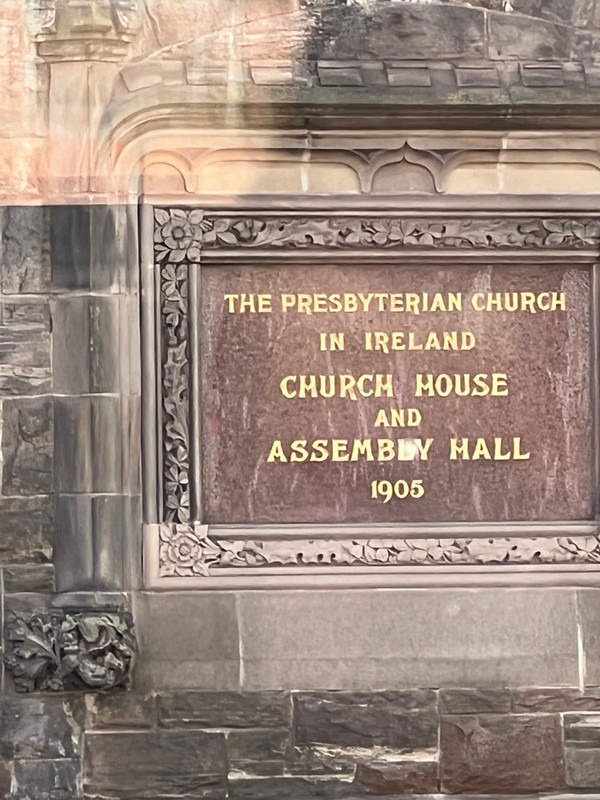 THE PRESBYTERIAN CHURCH
IN IRELAND
CHURCH HOUSE
AND
ASSEMBLY HALL
1905